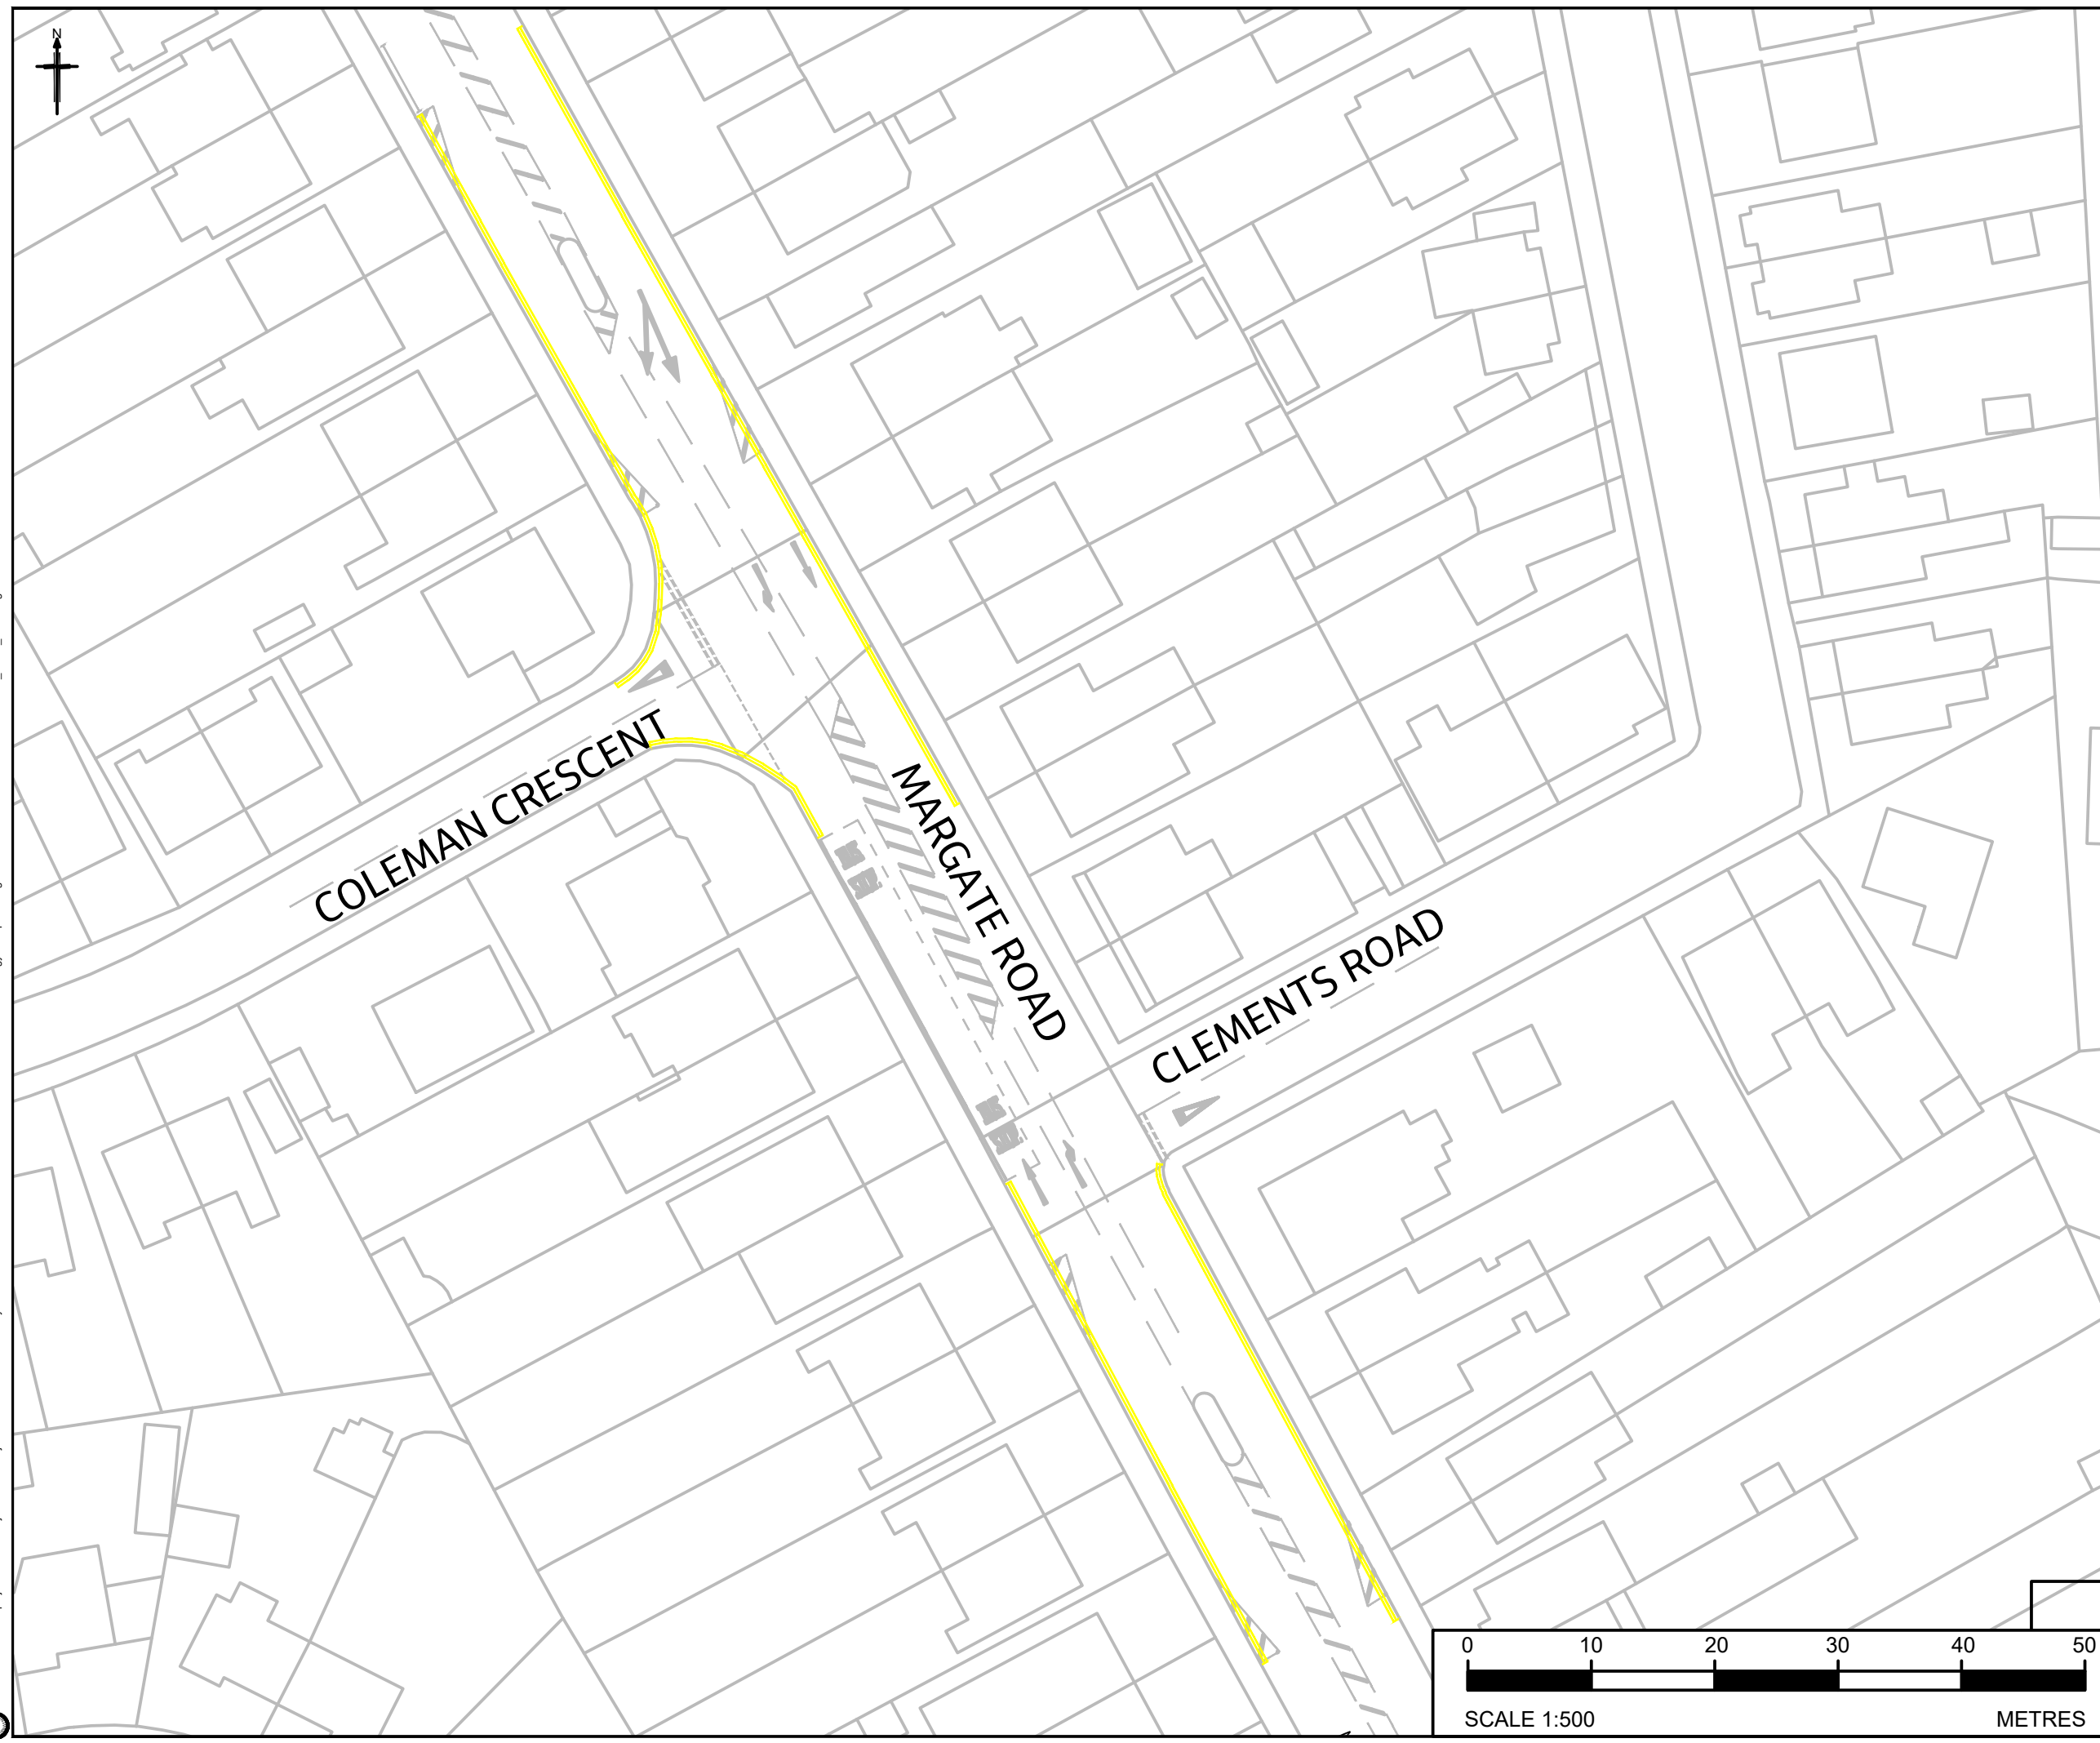 N
COLEMAN CRESCENT
MARGATE ROAD
CLEMENTS ROAD
0 10 20 30 40 50
SCALE 1:500 METRES